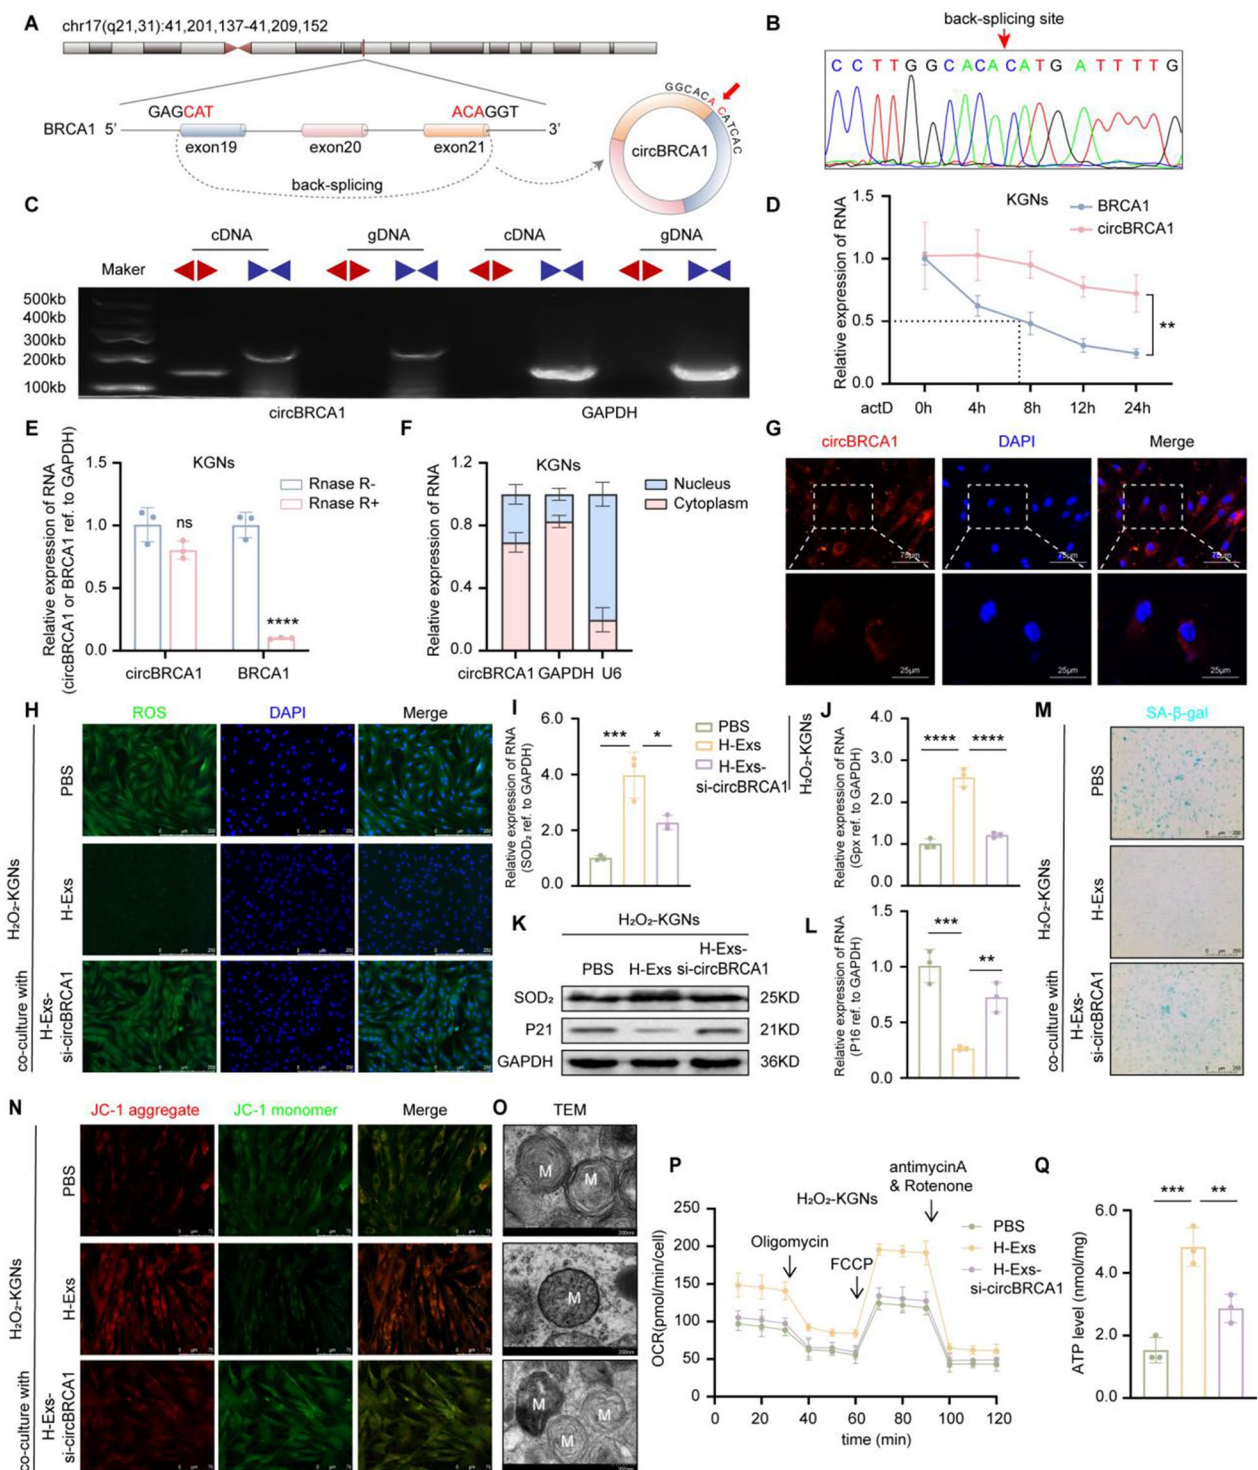 A
chr17(q21,31):41,201,137-41,209,152
GAGCAT
ACAGGT
BRCA1 5'
3'
exon19
exon20
exon21
back-splicing
GGCACA CATCAC
circBRCA1
B
back-splicing site
C C T T G G C A C A C A T G A T T T T G
C
cDNA
gDNA
cDNA
gDNA
Maker
500kb
400kb
300kb
200kb
100kb
circBRCA1
GAPDH
D
KGNs
BRCA1
circBRCA1
Relative expression of RNA
1.5
1.0
0.5
0.0
**
actD
0h
4h
8h
12h
24h
E
KGNs
Relative expression of RNA
(circBRCA1 or BRCA1 ref. to GAPDH)
1.5
1.0
0.5
0.0
Rnase R-
Rnase R+
ns
****
circBRCA1
BRCA1
F
KGNs
Relative expression of RNA
1.2
0.8
0.4
0.0
Nucleus
Cytoplasm
circBRCA1 GAPDH U6
G
circBRCA1
DAPI
Merge
75μm
75μm
75μm
25μm
25μm
25μm
H
ROS
DAPI
Merge
PBS
H-Exs
H-Exs-
si-circBRCA1
H₂O₂-KGNs
co-culture with
I
Relative expression of RNA
(SOD₂ ref. to GAPDH)
6.0
4.0
2.0
0.0
***
*
PBS
H-Exs
H-Exs-
si-circBRCA1
H₂O₂-KGNs
J
Relative expression of RNA
(Gpx ref. to GAPDH)
4.0
3.0
2.0
1.0
0.0
****
****
K
H₂O₂-KGNs
PBS
H-Exs
H-Exs-
si-circBRCA1
SOD₂
25KD
P21
21KD
GAPDH
36KD
L
Relative expression of RNA
(P16 ref. to GAPDH)
1.5
1.0
0.5
0.0
***
**
M
SA-β-gal
PBS
H-Exs
H-Exs-
si-circBRCA1
H₂O₂-KGNs
co-culture with
N
JC-1 aggregate
JC-1 monomer
Merge
PBS
H-Exs
H-Exs-
si-circBRCA1
H₂O₂-KGNs
co-culture with
O
TEM
M
M
M
M
M
M
P
OCR(pmol/min/cell)
250
200
150
100
50
0
H₂O₂-KGNs
Oligomycin
FCCP
antimycinA
& Rotenone
PBS
H-Exs
H-Exs-
si-circBRCA1
0
20
40
60
80
100
120
time (min)
Q
ATP level (nmol/mg)
6.0
4.0
2.0
0.0
***
**